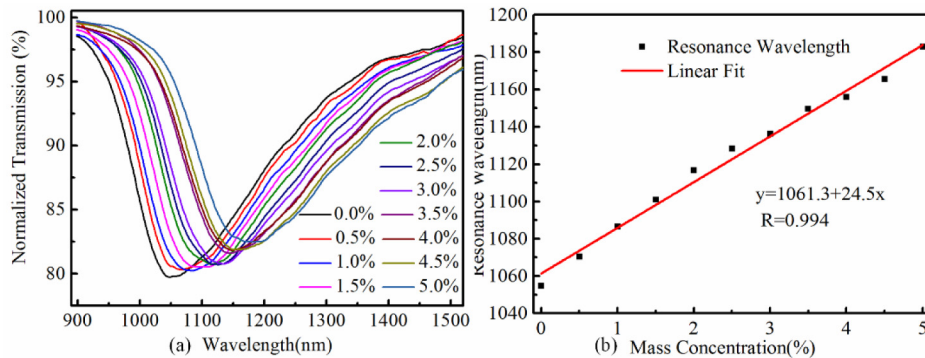 100
95
90
85
80
Normalized Transmission (%)
2.0%
2.5%
3.0%
0.0%
3.5%
0.5%
4.0%
1.0%
4.5%
1.5%
5.0%
900 1000 1100 1200 1300 1400 1500
(a) Wavelength(nm)
1200
1180
1160
1140
1120
1100
1080
1060
1040
Resonance Wavelength(nm)
Resonance Wavelength
Linear Fit
y=1061.3+24.5x
R=0.994
0 1 2 3 4 5
(b) Mass Concentration(%)